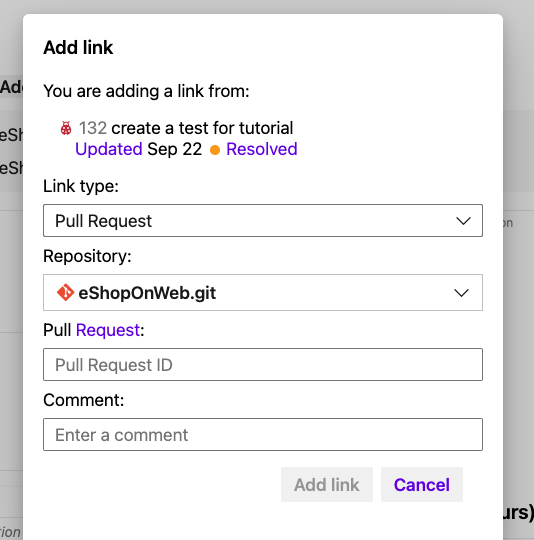 Add link
You are adding a link from:
132 create a test for tutorial
Updated Sep 22 Resolved
Link type:
Pull Request
Repository:
eShopOnWeb.git
Pull Request:
Pull Request ID
Comment:
Enter a comment
Add link Cancel